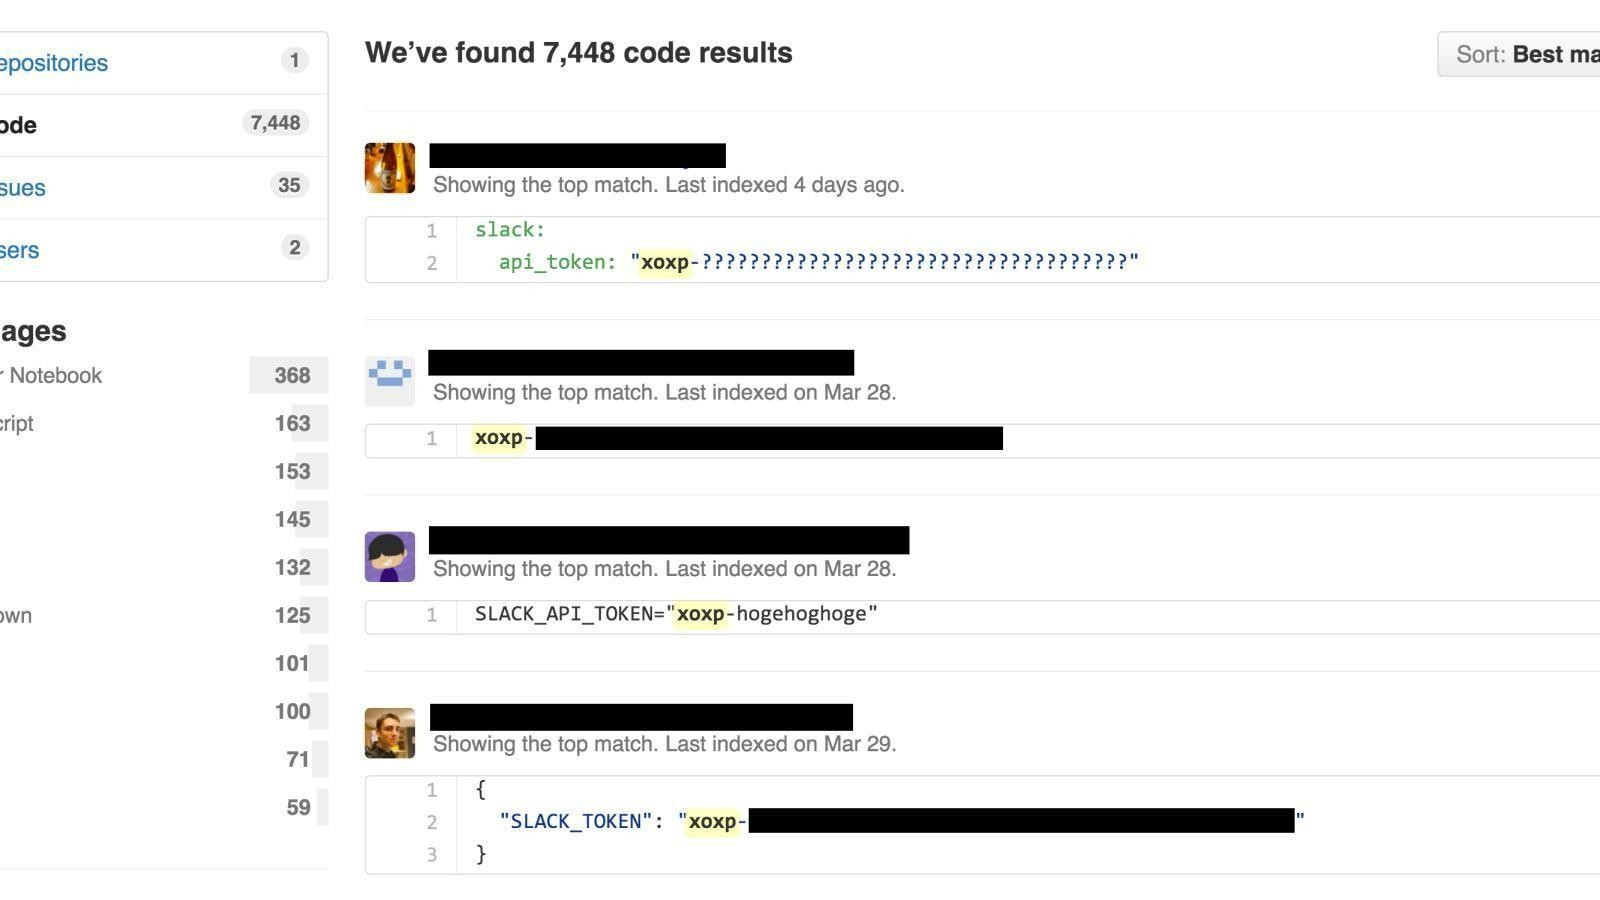 epositories 1
ode 7,448
sues 35
sers 2
ages
r Notebook 368
cript 163
153
145
132
own 125
101
100
71
59
We’ve found 7,448 code results
Sort: Best ma
Showing the top match. Last indexed 4 days ago.
1 slack:
2 api_token: "xoxp-????????????????????????????????????"
Showing the top match. Last indexed on Mar 28.
1 xoxp-
Showing the top match. Last indexed on Mar 28.
1 SLACK_API_TOKEN="xoxp-hogehoghoge"
Showing the top match. Last indexed on Mar 29.
1 {
2 "SLACK_TOKEN": "xoxp-"
3 }